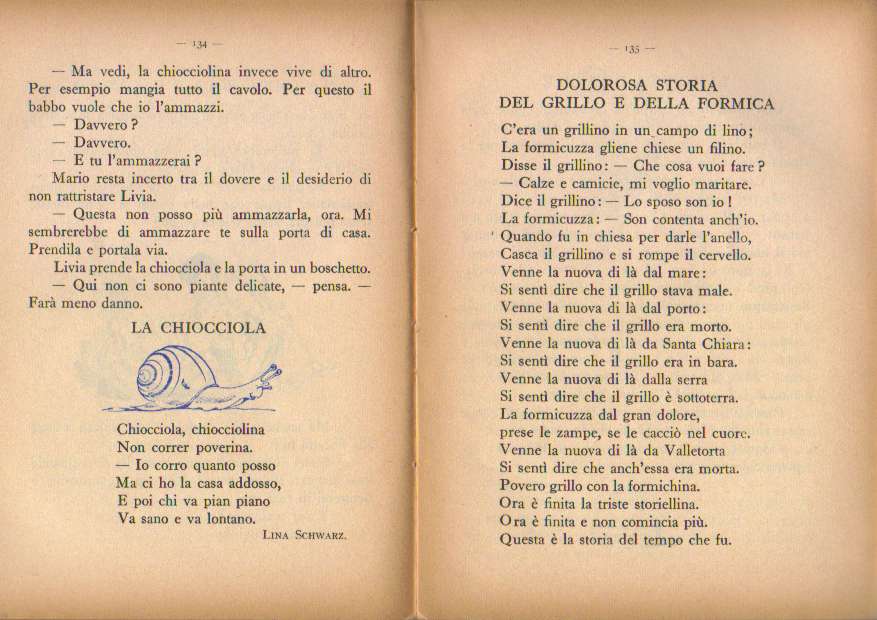 — 134 —
— Ma vedi, la chiocciolina invece vive di altro.
Per esempio mangia tutto il cavolo. Per questo il
babbo vuole che io l'ammazzi.
— Davvero ?
— Davvero.
— E tu l'ammazzerai ?
Mario resta incerto tra il dovere e il desiderio di
non rattristare Livia.
— Questa non posso più ammazzarla, ora. Mi
sembrerebbe di ammazzare te sulla porta di casa.
Prendila e portala via.
Livia prende la chiocciola e la porta in un boschetto.
— Qui non ci sono piante delicate, — pensa. —
Farà meno danno.
LA CHIOCCIOLA
Chiocciola, chiocciolina
Non correr poverina.
— Io corro quanto posso
Ma ci ho la casa addosso,
E poi chi va pian piano
Va sano e va lontano.
LINA SCHWARZ.
— 135 —
DOLOROSA STORIA
DEL GRILLO E DELLA FORMICA
C'era un grillino in un campo di lino ;
La formicuzza gliene chiese un filino.
Disse il grillino : — Che cosa vuoi fare ?
— Calze e camicie, mi voglio maritare.
Dice il grillino : — Lo sposo son io !
La formicuzza : — Son contenta anch'io.
Quando fu in chiesa per darle l'anello,
Casca il grillino e si rompe il cervello.
Venne la nuova di là dal mare :
Si sentì dire che il grillo stava male.
Venne la nuova di là dal porto :
Si sentì dire che il grillo era morto.
Venne la nuova di là da Santa Chiara :
Si sentì dire che il grillo era in bara.
Venne la nuova di là dalla serra
Si sentì dire che il grillo è sottoterra.
La formicuzza dal gran dolore,
prese le zampe, se le cacciò nel cuore.
Venne la nuova di là da Valletorta
Si sentì dire che anch'essa era morta.
Povero grillo con la formichina.
Ora è finita la triste storiellina.
Ora è finita e non comincia più.
Questa è la storia del tempo che fu.